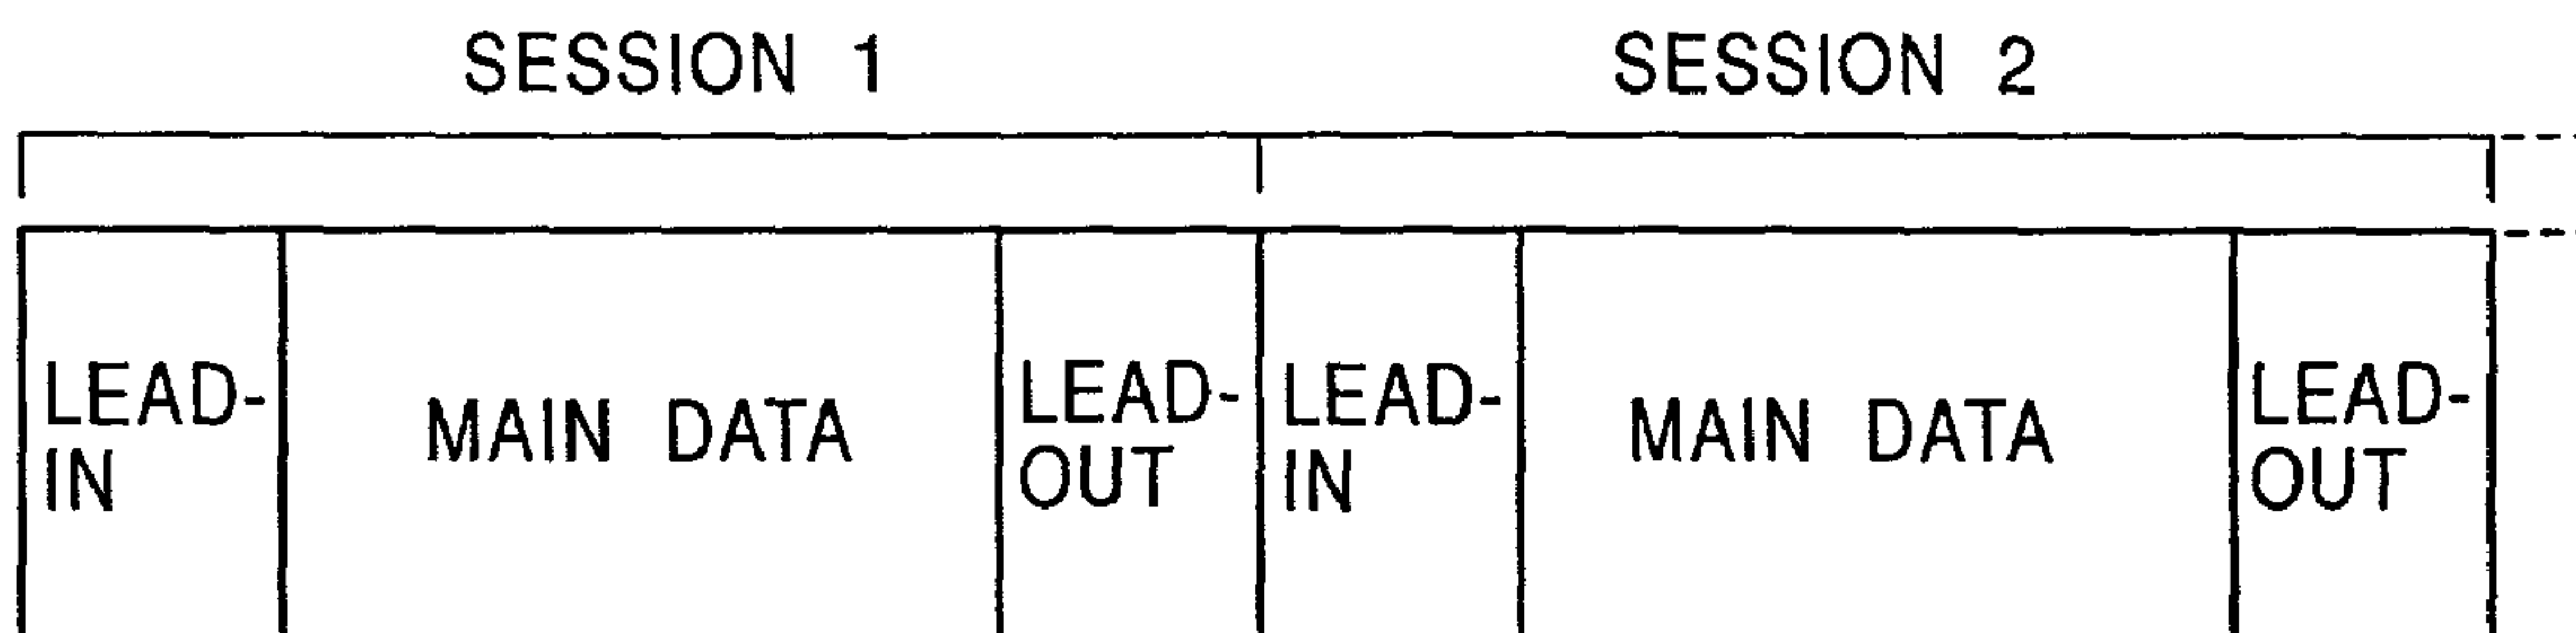 SESSION 1
SESSION 2
LEAD-
IN
MAIN DATA
LEAD-
OUT
LEAD-
IN
MAIN DATA
LEAD-
OUT